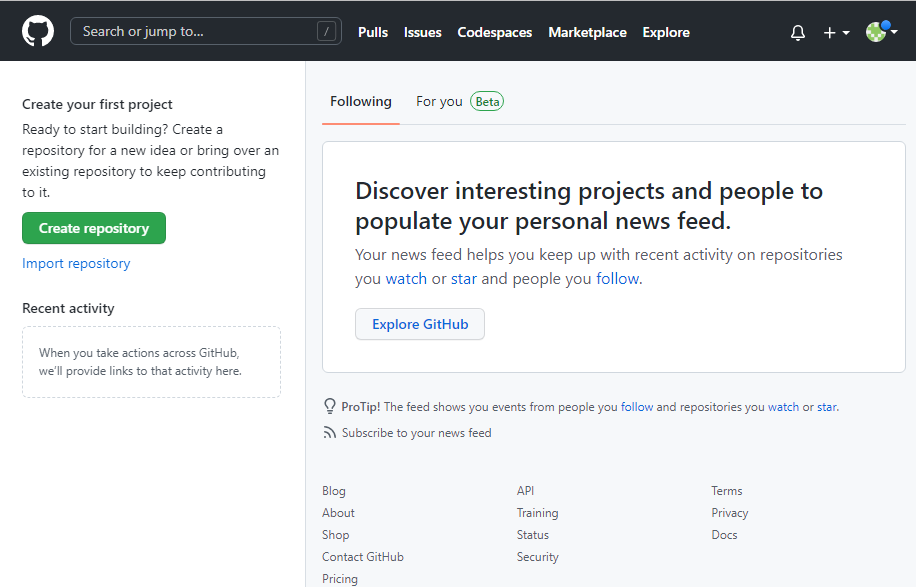 Search or jump to...
/
Pulls
Issues
Codespaces
Marketplace
Explore
Create your first project
Ready to start building? Create a
repository for a new idea or bring over an
existing repository to keep contributing
to it.
Create repository
Import repository
Recent activity
When you take actions across GitHub,
we'll provide links to that activity here.
Following
For you
Beta
Discover interesting projects and people to
populate your personal news feed.
Your news feed helps you keep up with recent activity on repositories
you watch or star and people you follow.
Explore GitHub
ProTip! The feed shows you events from people you follow and repositories you watch or star.
Subscribe to your news feed
Blog
About
Shop
Contact GitHub
Pricing
API
Training
Status
Security
Terms
Privacy
Docs